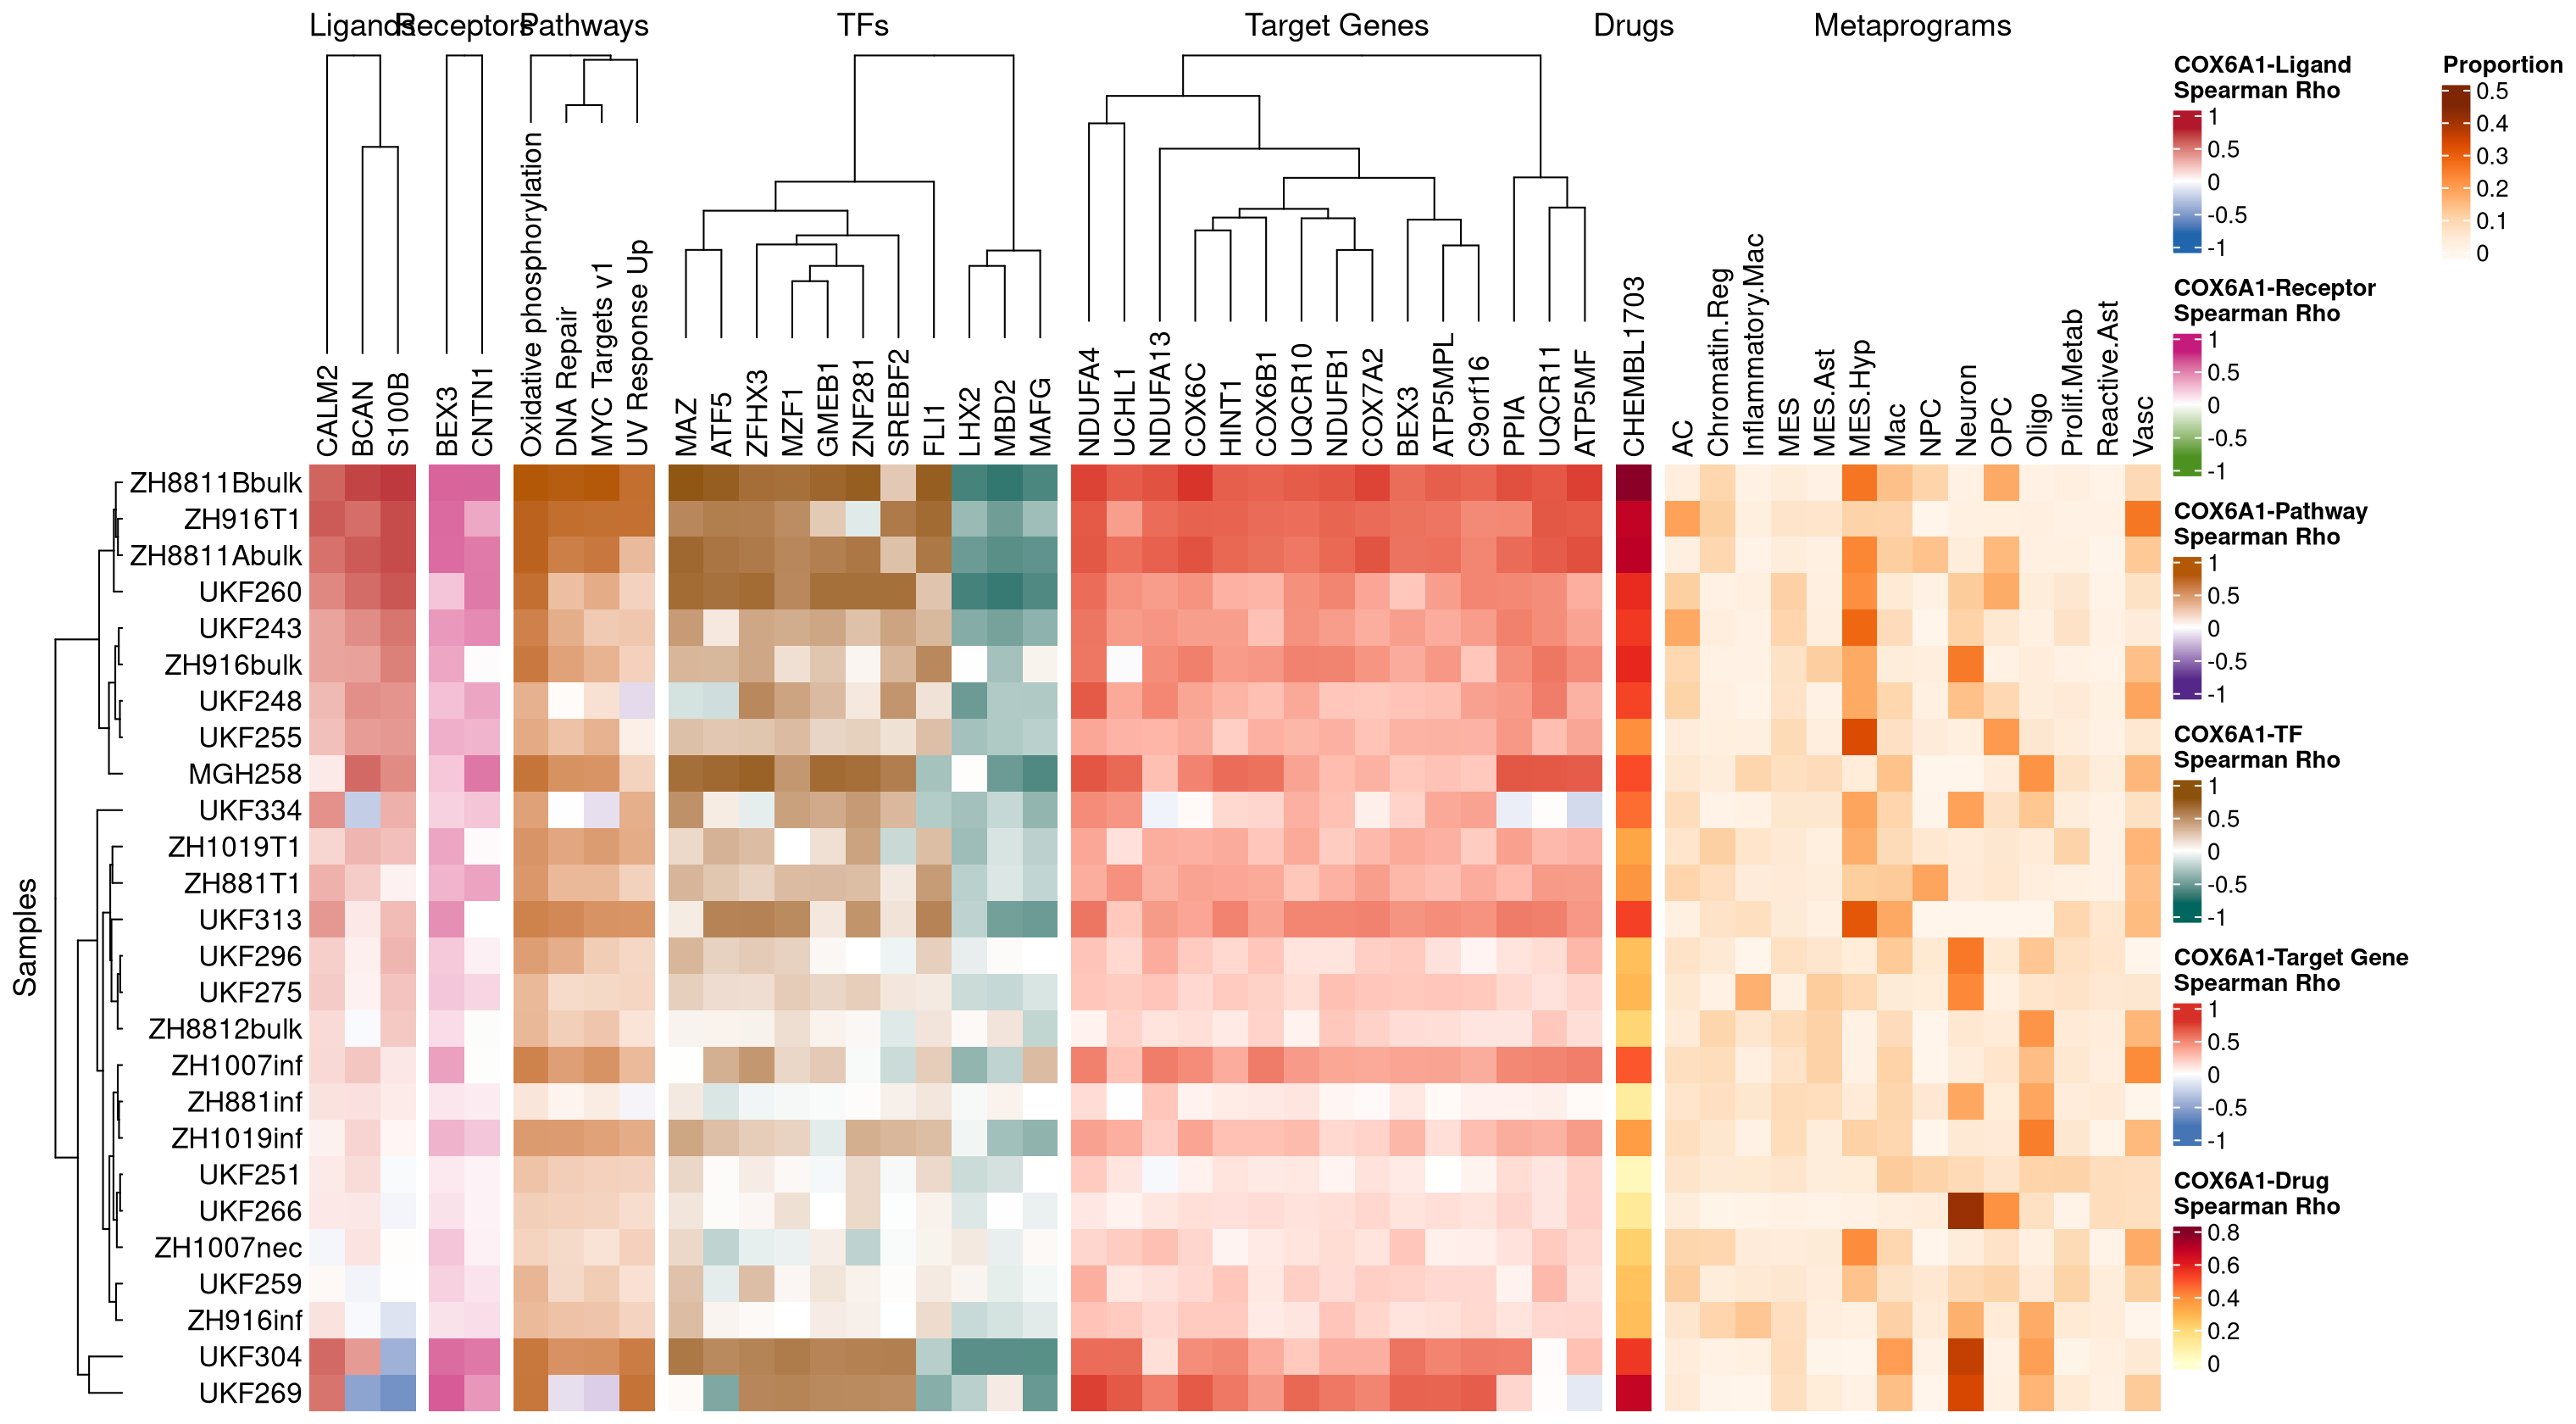 Ligands Receptors Pathways TFs Target Genes Drugs Metaprograms
CALM2
BCAN
S100B
BEX3
CNTN1
Oxidative phosphorylation
DNA Repair
MYC Targets v1
UV Response Up
MAZ
ATF5
ZFHX3
MZF1
GMEB1
ZNF281
SREBF2
FLI1
LHX2
MBD2
MAFG
NDUFA4
UCHL1
NDUFA13
COX6C
HINT1
COX6B1
UQCR10
NDUFB1
COX7A2
BEX3
ATP5MPL
C9orf16
PPIA
UQCR11
ATP5MF
CHEMBL1703
AC
Chromatin.Reg
Inflammatory.Mac
MES
MES.Ast
MES.Hyp
Mac
NPC
Neuron
OPC
Oligo
Prolif.Metab
Reactive.Ast
Vasc
Samples
ZH8811Bbulk
ZH916T1
ZH8811Abulk
UKF260
UKF243
ZH916bulk
UKF248
UKF255
MGH258
UKF334
ZH1019T1
ZH881T1
UKF313
UKF296
UKF275
ZH8812bulk
ZH1007inf
ZH881inf
ZH1019inf
UKF251
UKF266
ZH1007nec
UKF259
ZH916inf
UKF304
UKF269
COX6A1-Ligand
Spearman Rho
1
0.5
0
-0.5
-1
COX6A1-Receptor
Spearman Rho
1
0.5
0
-0.5
-1
COX6A1-Pathway
Spearman Rho
1
0.5
0
-0.5
-1
COX6A1-TF
Spearman Rho
1
0.5
0
-0.5
-1
COX6A1-Target Gene
Spearman Rho
1
0.5
0
-0.5
-1
COX6A1-Drug
Spearman Rho
0.8
0.6
0.4
0.2
0
Proportion
0.5
0.4
0.3
0.2
0.1
0